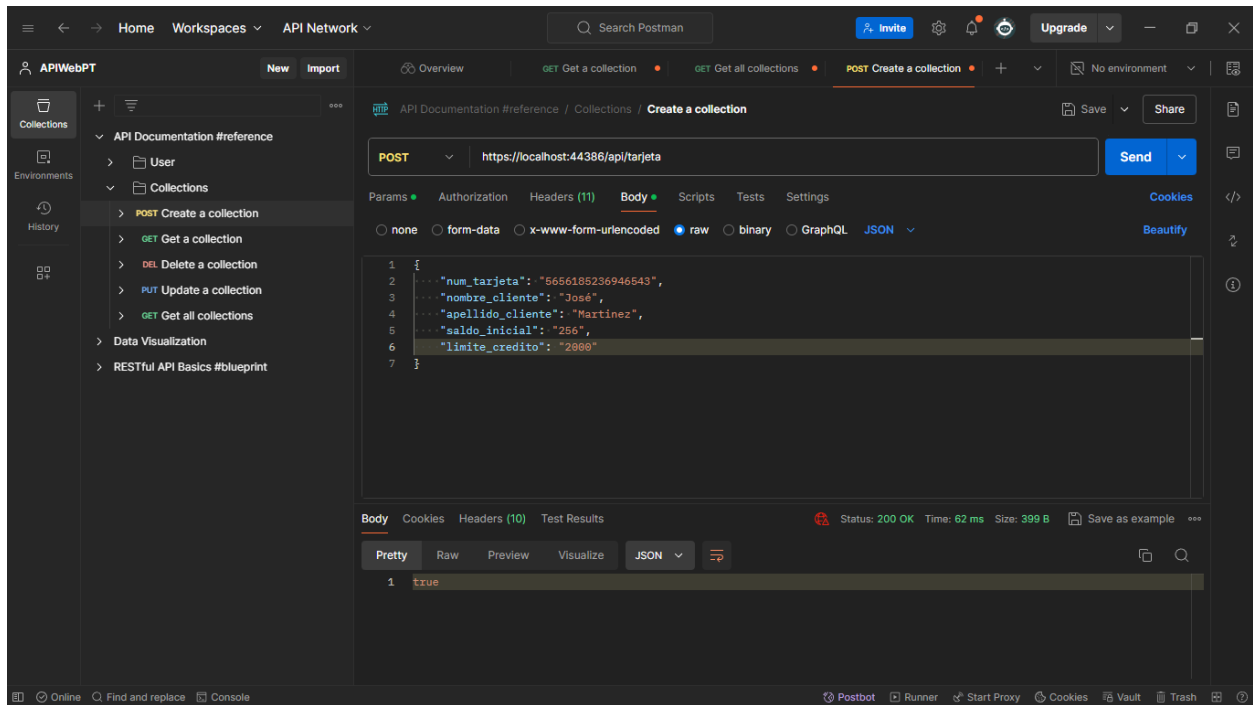 Home Workspaces API Network Search Postman Invite Upgrade
APIWebPT New Import Overview GET Get a collection GET Get all collections POST Create a collection No environment
Collections
Environments
History
API Documentation #reference
User
Collections
POST Create a collection
GET Get a collection
DEL Delete a collection
PUT Update a collection
GET Get all collections
Data Visualization
RESTful API Basics #blueprint
HTTP API Documentation #reference / Collections / Create a collection Save Share
POST https://localhost:44386/api/tarjeta Send
Params Authorization Headers (11) Body Scripts Tests Settings Cookies
none form-data x-www-form-urlencoded raw binary GraphQL JSON Beautify
1 {
2 "num_tarjeta": "5656185236946543",
3 "nombre_cliente": "José",
4 "apellido_cliente": "Martinez",
5 "saldo_inicial": "256",
6 "limite_credito": "2000"
7 }
Body Cookies Headers (10) Test Results Status: 200 OK Time: 62 ms Size: 399 B Save as example
Pretty Raw Preview Visualize JSON
1 true
Online Find and replace Console Postbot Runner Start Proxy Cookies Vault Trash